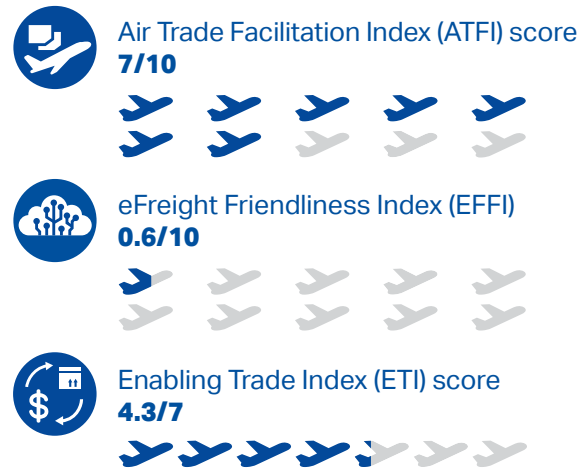 Air Trade Facilitation Index (ATFI) score
7/10
eFreight Friendliness Index (EFFI)
0.6/10
$
Enabling Trade Index (ETI) score
4.3/7